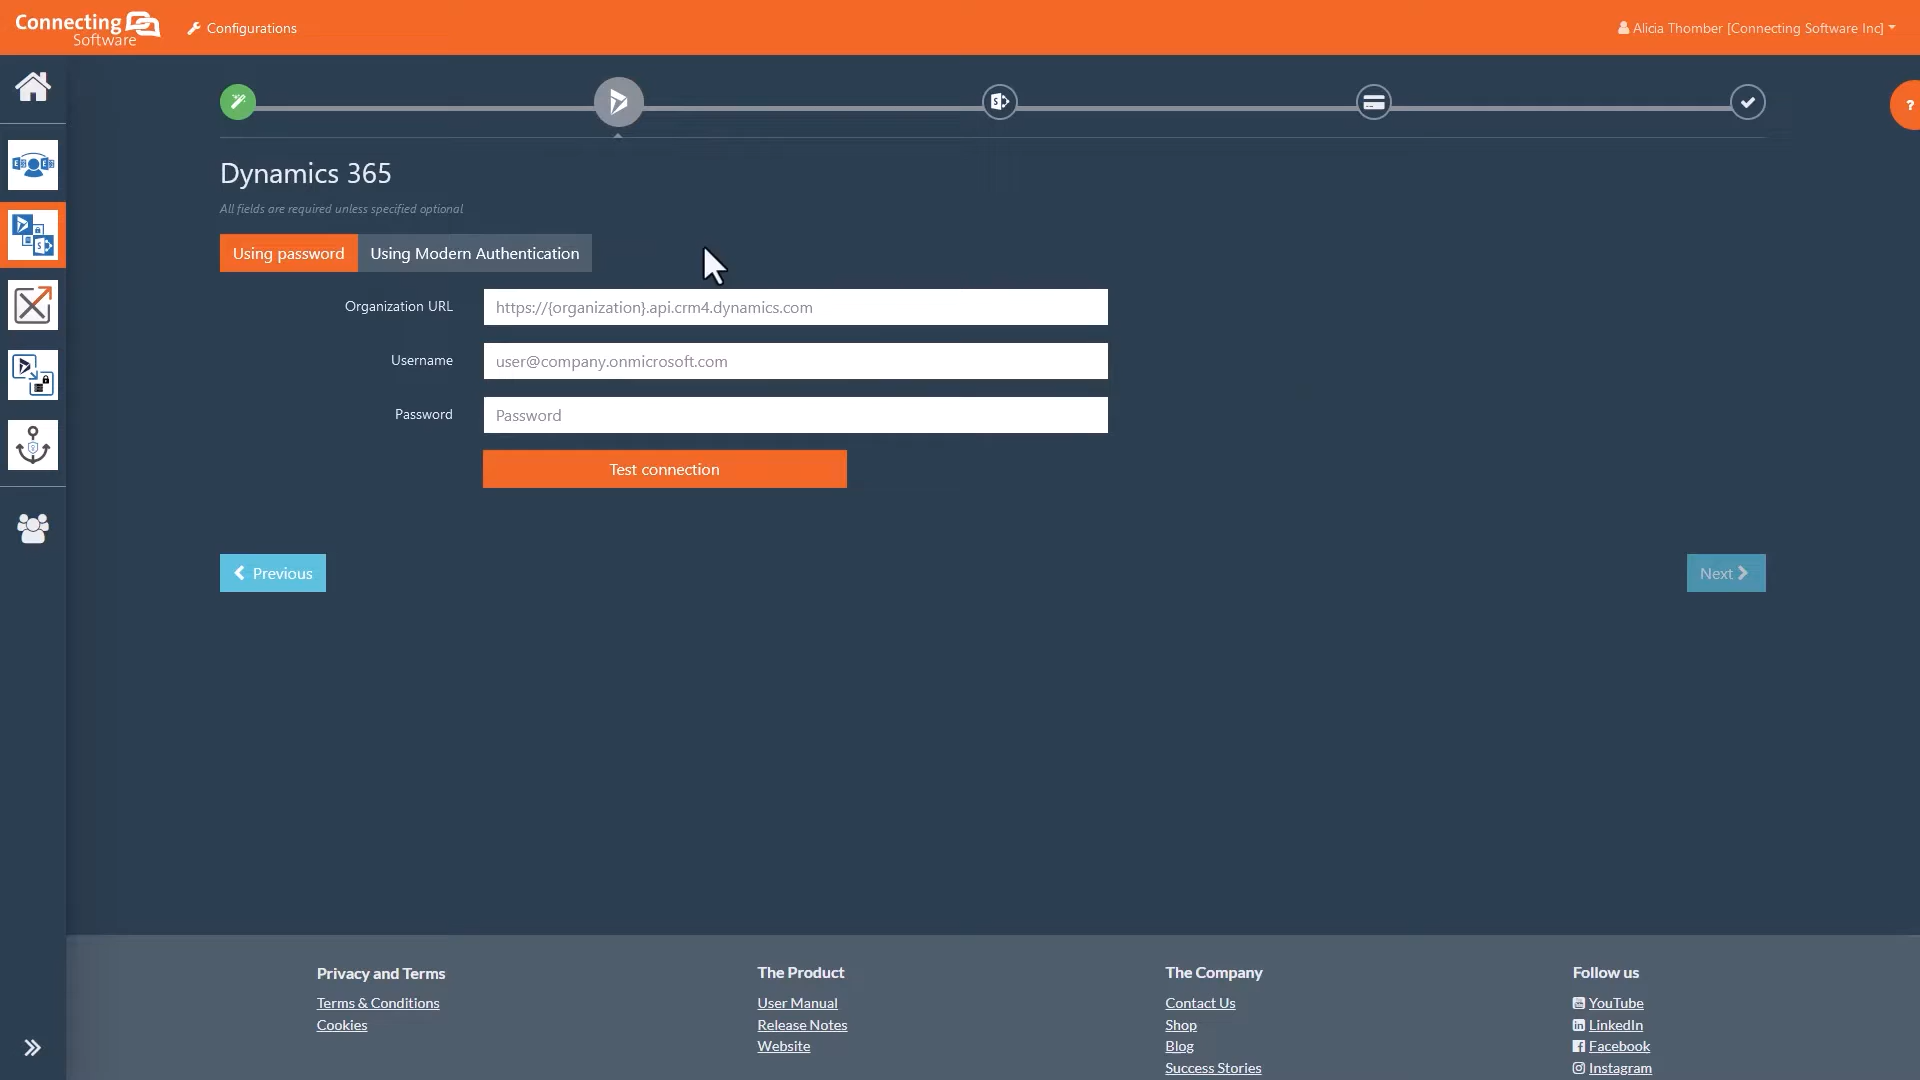 Connecting
Software
Configurations
Alicia Thomber [Connecting Software Inc]
?
Dynamics 365
All fields are required unless specified optional
Using password
Using Modern Authentication
Organization URL
https://{organization}.api.crm4.dynamics.com
Username
user@company.onmicrosoft.com
Password
Password
Test connection
Previous
Next
Privacy and Terms
Terms & Conditions
Cookies
The Product
User Manual
Release Notes
Website
The Company
Contact Us
Shop
Blog
Success Stories
Follow us
YouTube
LinkedIn
Facebook
Instagram